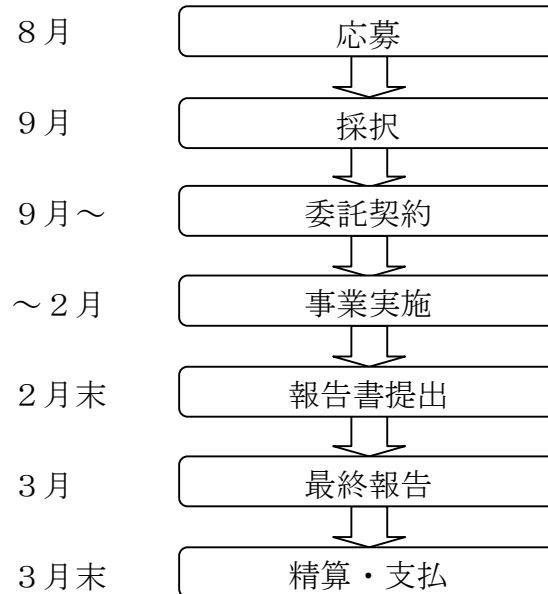 ８月 応募
９月 採択
９月～ 委託契約
～２月 事業実施
２月末 報告書提出
３月 最終報告
３月末 精算・支払